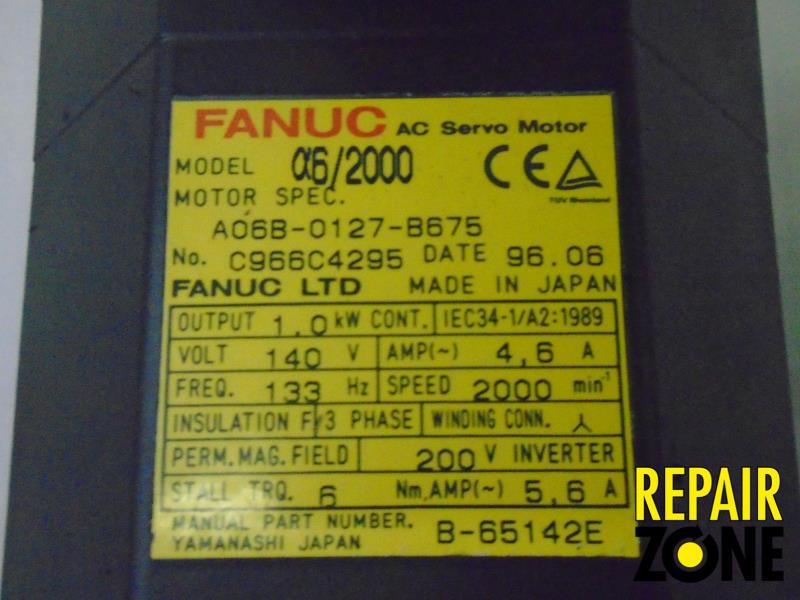 FANUC AC Servo Motor
MODEL α6/2000
CE
TÜV Rheinland
MOTOR SPEC.
A06B-0127-B675
No. C966C4295 DATE 96.06
FANUC LTD MADE IN JAPAN
OUTPUT 1,0 kW CONT. IEC34-1/A2:1989
VOLT 140 V AMP(~) 4,6 A
FREQ. 133 Hz SPEED 2000 min⁻¹
INSULATION F 3 PHASE WINDING CONN.
PERM.MAG.FIELD 200 V INVERTER
STALL TRQ. 6 Nm,AMP(~) 5,6 A
MANUAL PART NUMBER. B-65142E
YAMANASHI JAPAN
REPAIR
ZONE